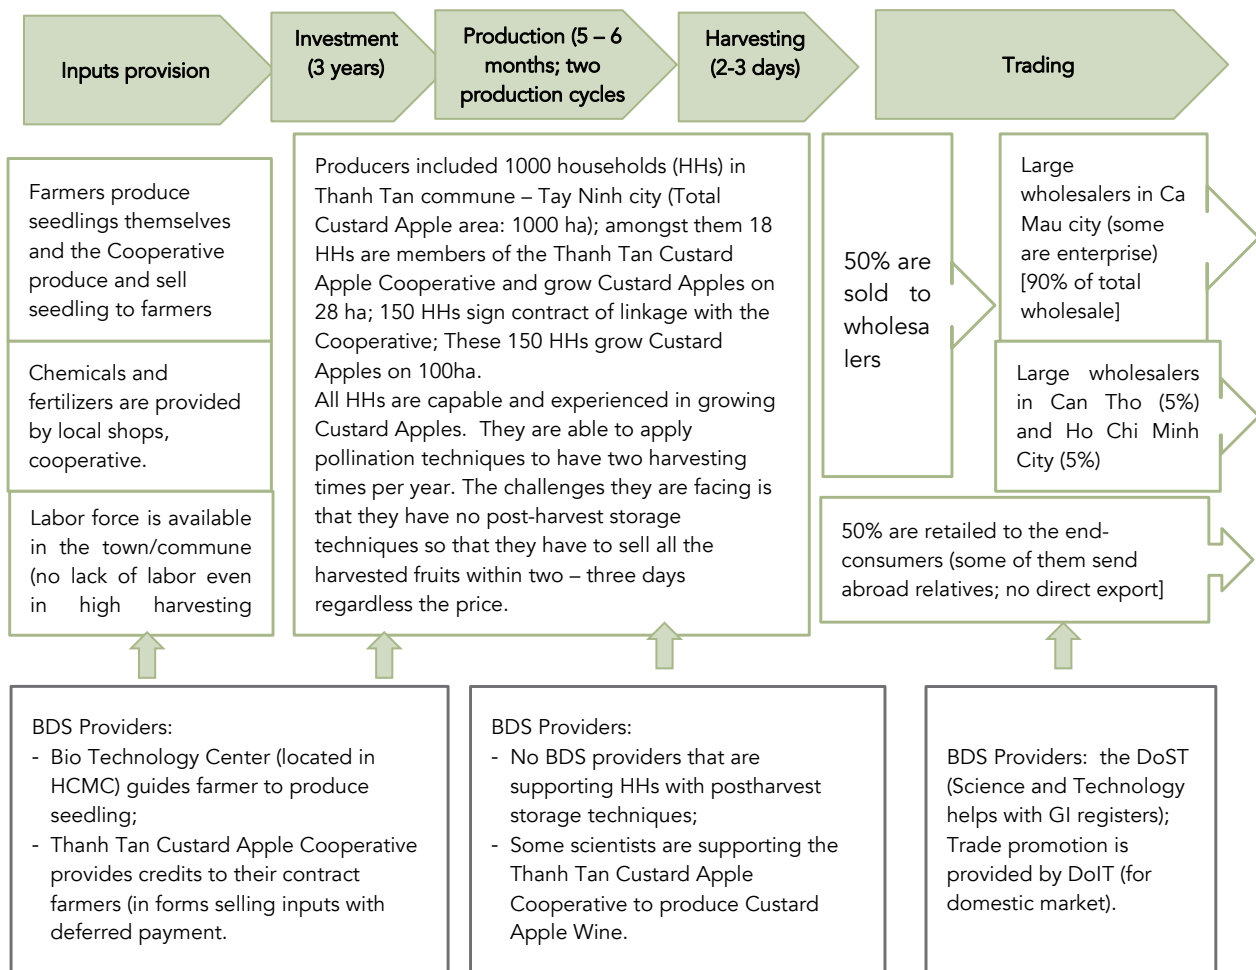 Inputs provision
Investment
(3 years)
Production (5 – 6
months; two
production cycles
Harvesting
(2-3 days)
Trading
Farmers produce
seedlings themselves
and the Cooperative
produce and sell
seedling to farmers
Chemicals and
fertilizers are provided
by local shops,
cooperative.
Labor force is available
in the town/commune
(no lack of labor even
in high harvesting
Producers included 1000 households (HHs) in
Thanh Tan commune – Tay Ninh city (Total
Custard Apple area: 1000 ha); amongst them 18
HHs are members of the Thanh Tan Custard
Apple Cooperative and grow Custard Apples on
28 ha; 150 HHs sign contract of linkage with the
Cooperative; These 150 HHs grow Custard
Apples on 100ha.
All HHs are capable and experienced in growing
Custard Apples. They are able to apply
pollination techniques to have two harvesting
times per year. The challenges they are facing is
that they have no post-harvest storage
techniques so that they have to sell all the
harvested fruits within two – three days
regardless the price.
50% are
sold to
wholesa
lers
Large
wholesalers in Ca
Mau city (some
are enterprise)
[90% of total
wholesale]
Large wholesalers
in Can Tho (5%)
and Ho Chi Minh
City (5%)
50% are retailed to the end-
consumers (some of them send
abroad relatives; no direct export]
BDS Providers:
- Bio Technology Center (located in
HCMC) guides farmer to produce
seedling;
- Thanh Tan Custard Apple Cooperative
provides credits to their contract
farmers (in forms selling inputs with
deferred payment.
BDS Providers:
- No BDS providers that are
supporting HHs with postharvest
storage techniques;
- Some scientists are supporting the
Thanh Tan Custard Apple
Cooperative to produce Custard
Apple Wine.
BDS Providers: the DoST
(Science and Technology
helps with GI registers);
Trade promotion is
provided by DoIT (for
domestic market).